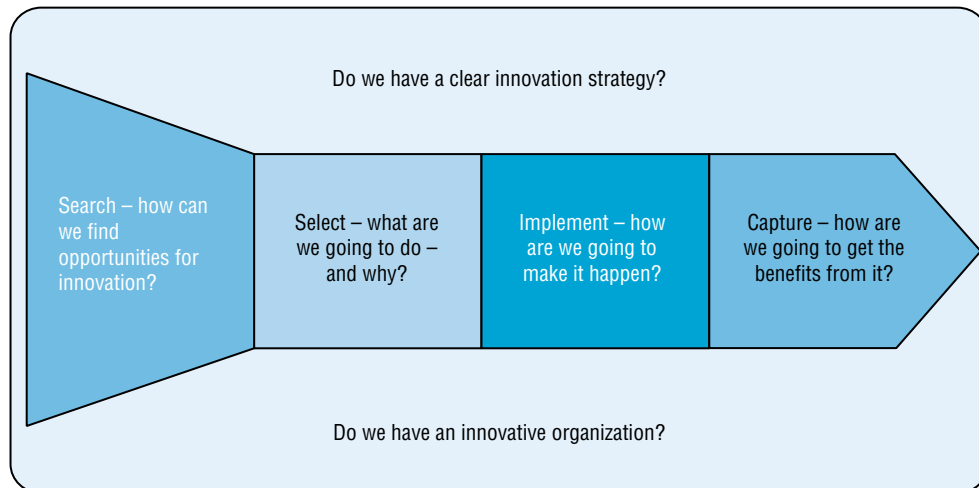 Do we have a clear innovation strategy?
Search – how can
we find
opportunities for
innovation?
Select – what are
we going to do –
and why?
Implement – how
are we going to
make it happen?
Capture – how are
we going to get the
benefits from it?
Do we have an innovative organization?